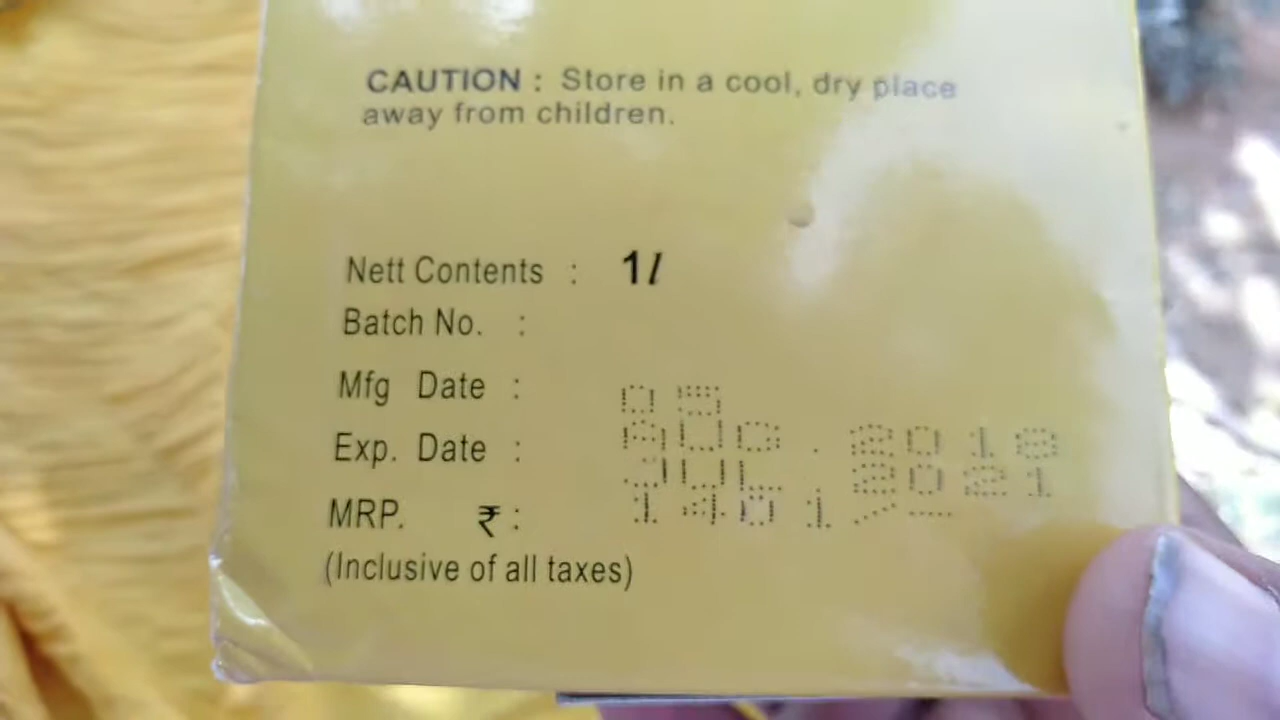 CAUTION : Store in a cool, dry place
away from children.
Nett Contents : 1l
Batch No. : 05
Mfg Date : AUG. 2018
Exp. Date : JUL. 2021
MRP. ₹: 1401/-
(Inclusive of all taxes)